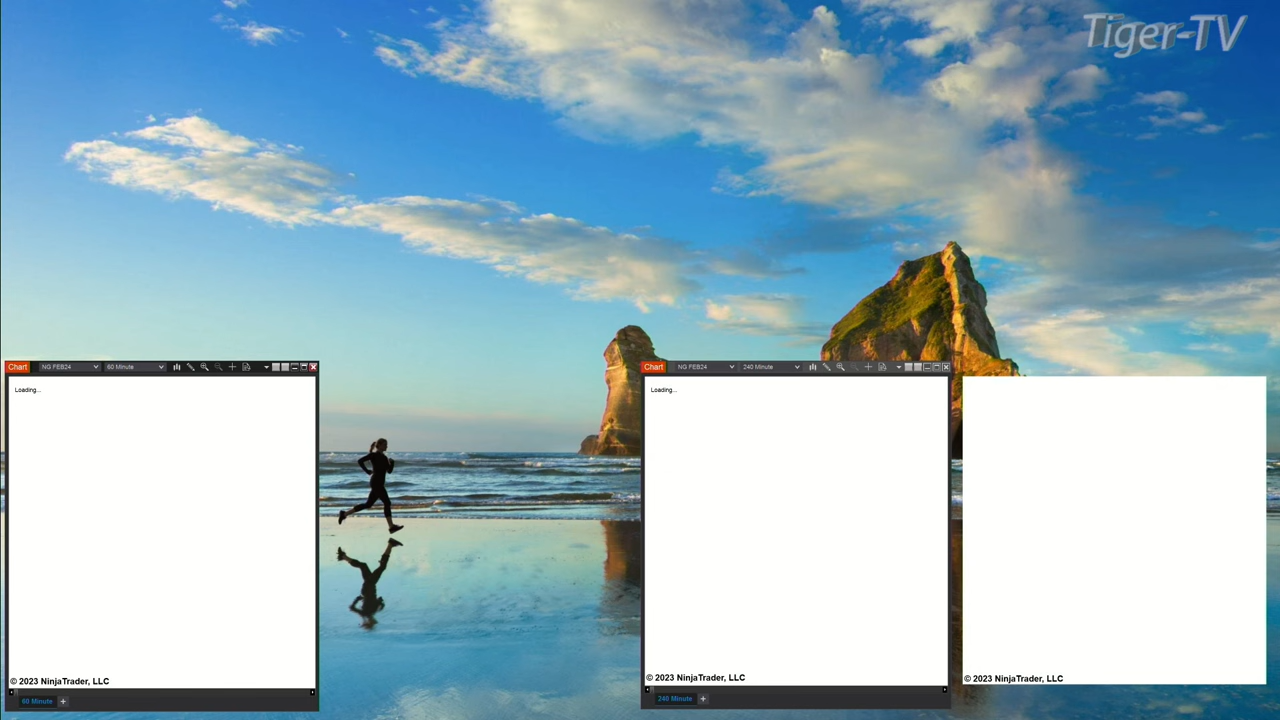 Tiger-TV
Chart NG FEB24 60 Minute
Loading...
© 2023 NinjaTrader, LLC
60 Minute +
Chart NG FEB24 240 Minute
Loading...
© 2023 NinjaTrader, LLC
240 Minute +
© 2023 NinjaTrader, LLC